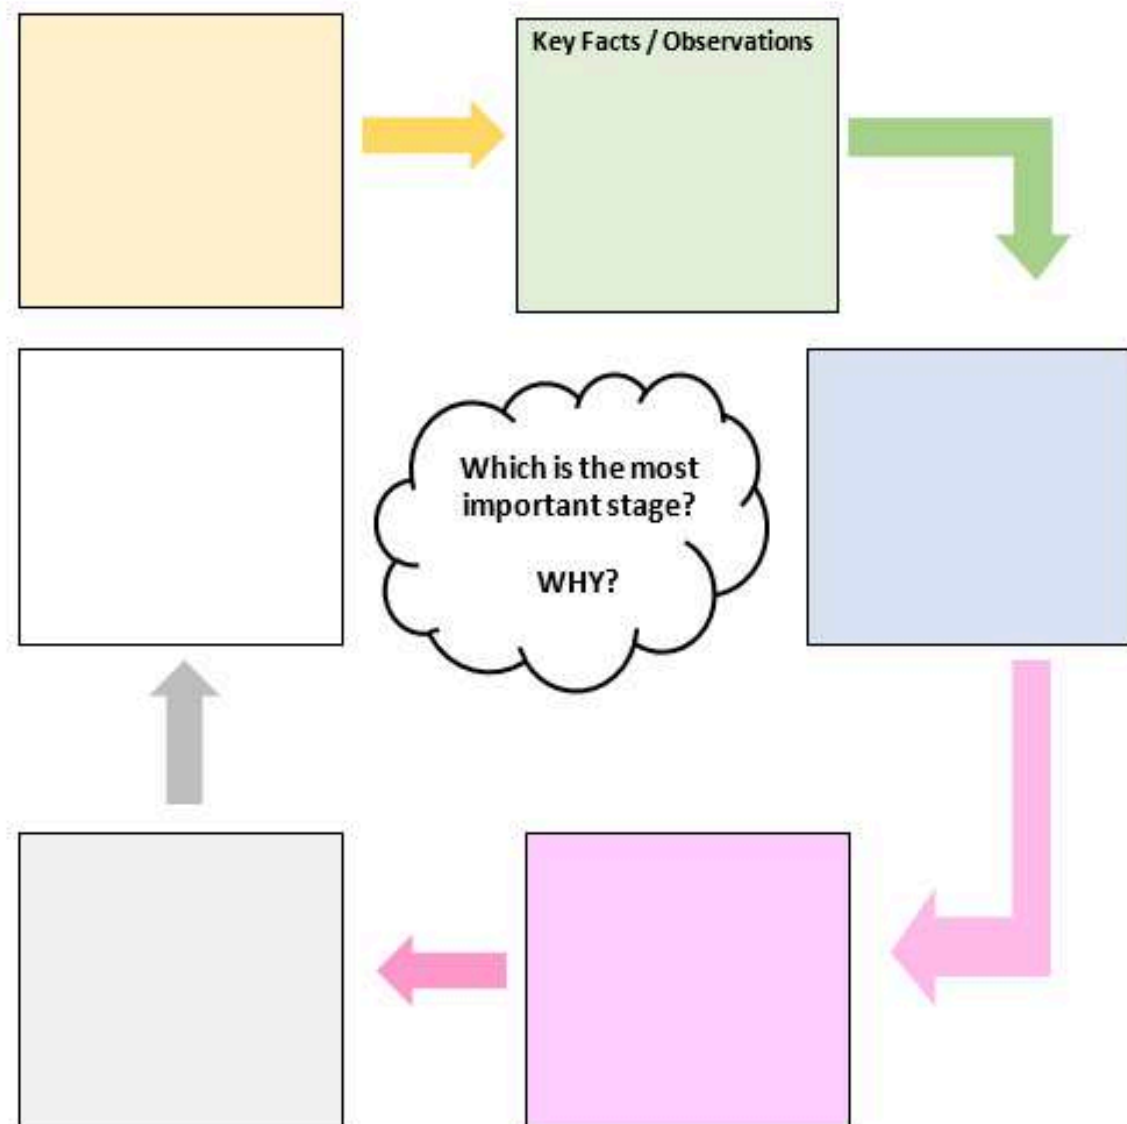 Key Facts / Observations
Which is the most
important stage?
WHY?